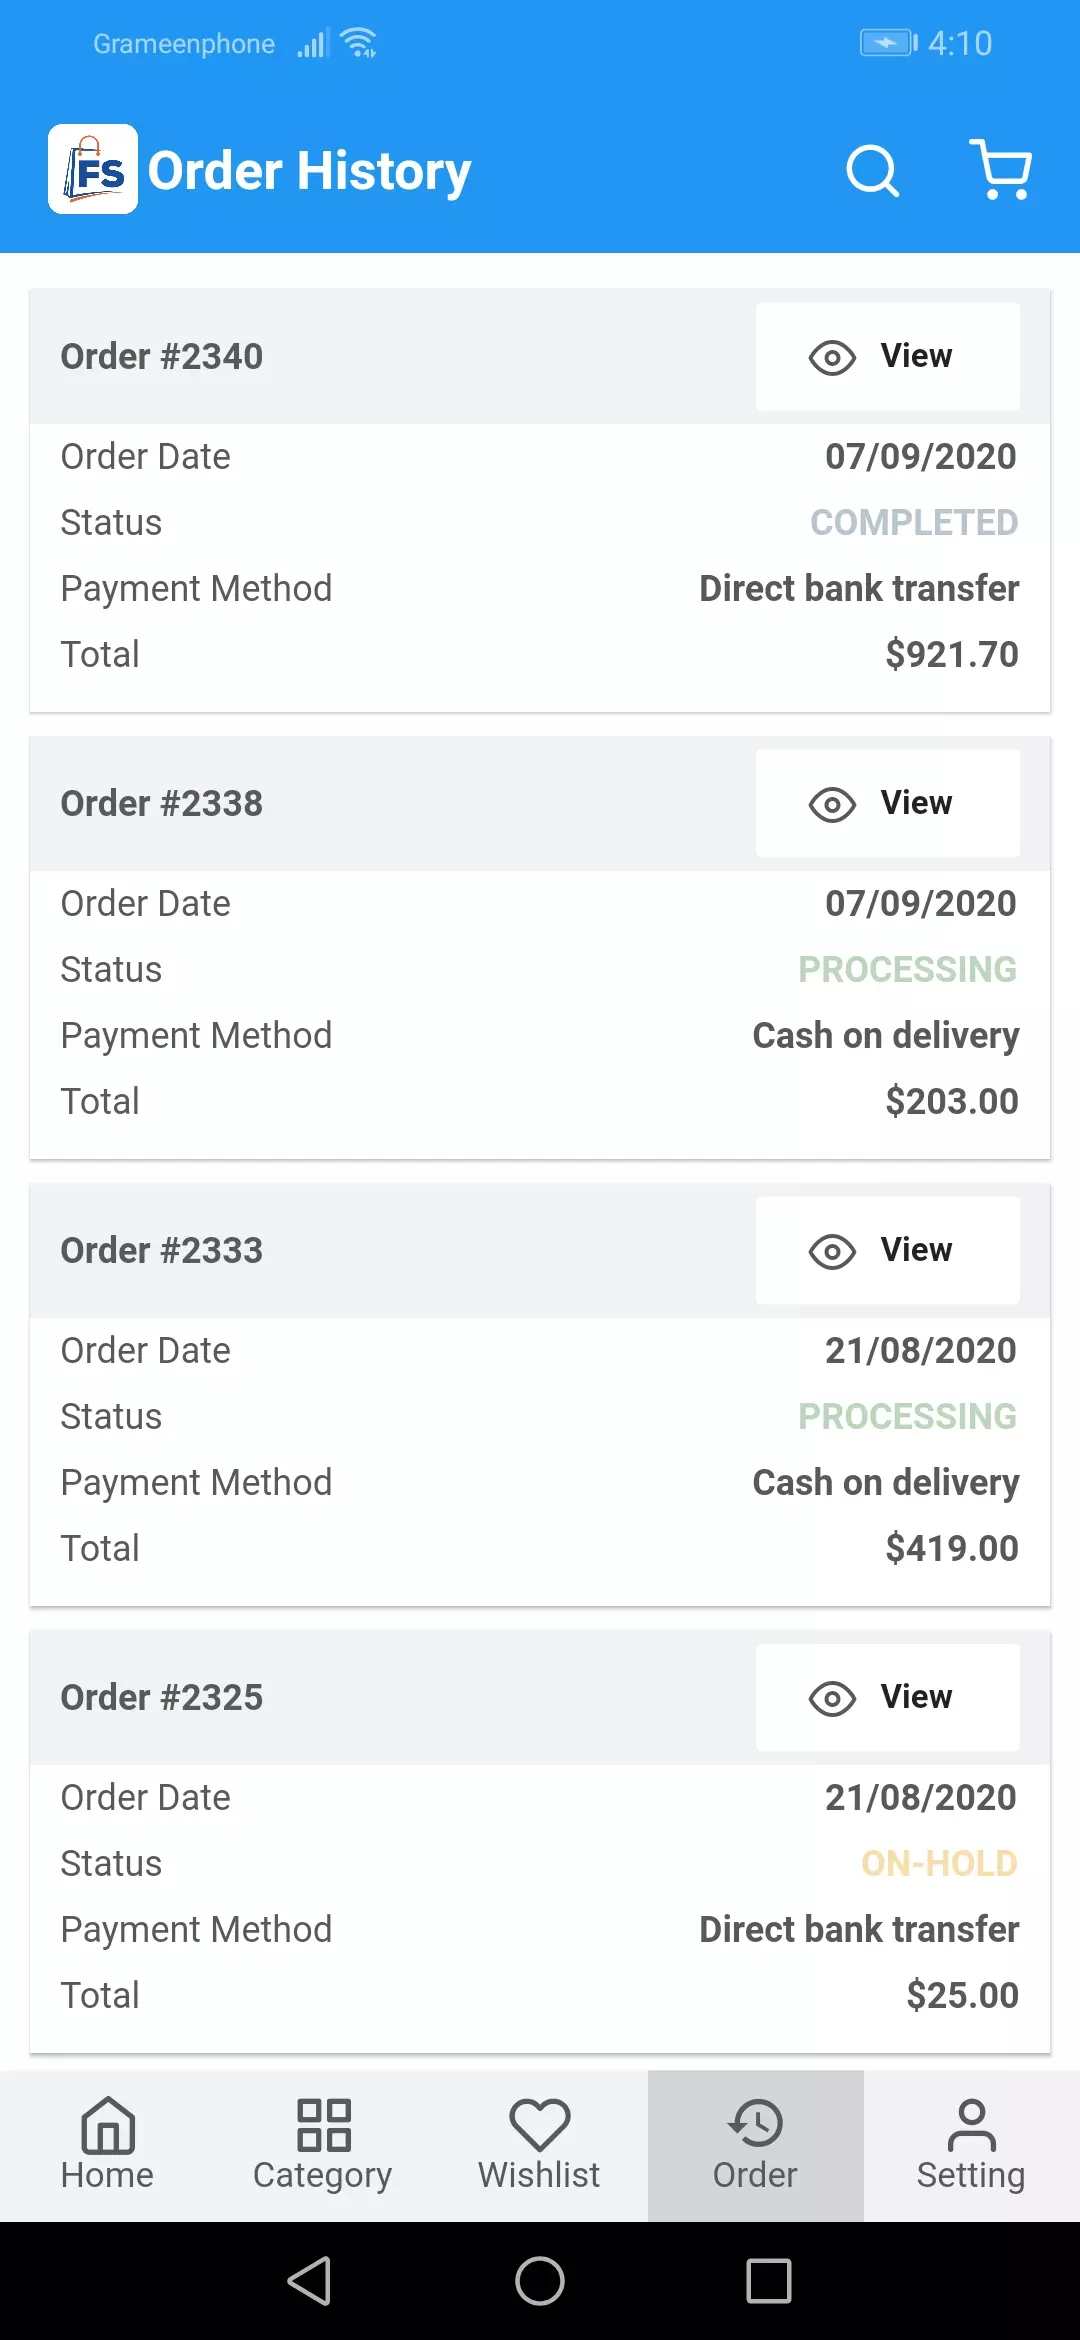 Grameenphone 4:10
FS Order History
Order #2340 View
Order Date 07/09/2020
Status COMPLETED
Payment Method Direct bank transfer
Total $921.70
Order #2338 View
Order Date 07/09/2020
Status PROCESSING
Payment Method Cash on delivery
Total $203.00
Order #2333 View
Order Date 21/08/2020
Status PROCESSING
Payment Method Cash on delivery
Total $419.00
Order #2325 View
Order Date 21/08/2020
Status ON-HOLD
Payment Method Direct bank transfer
Total $25.00
Home Category Wishlist Order Setting